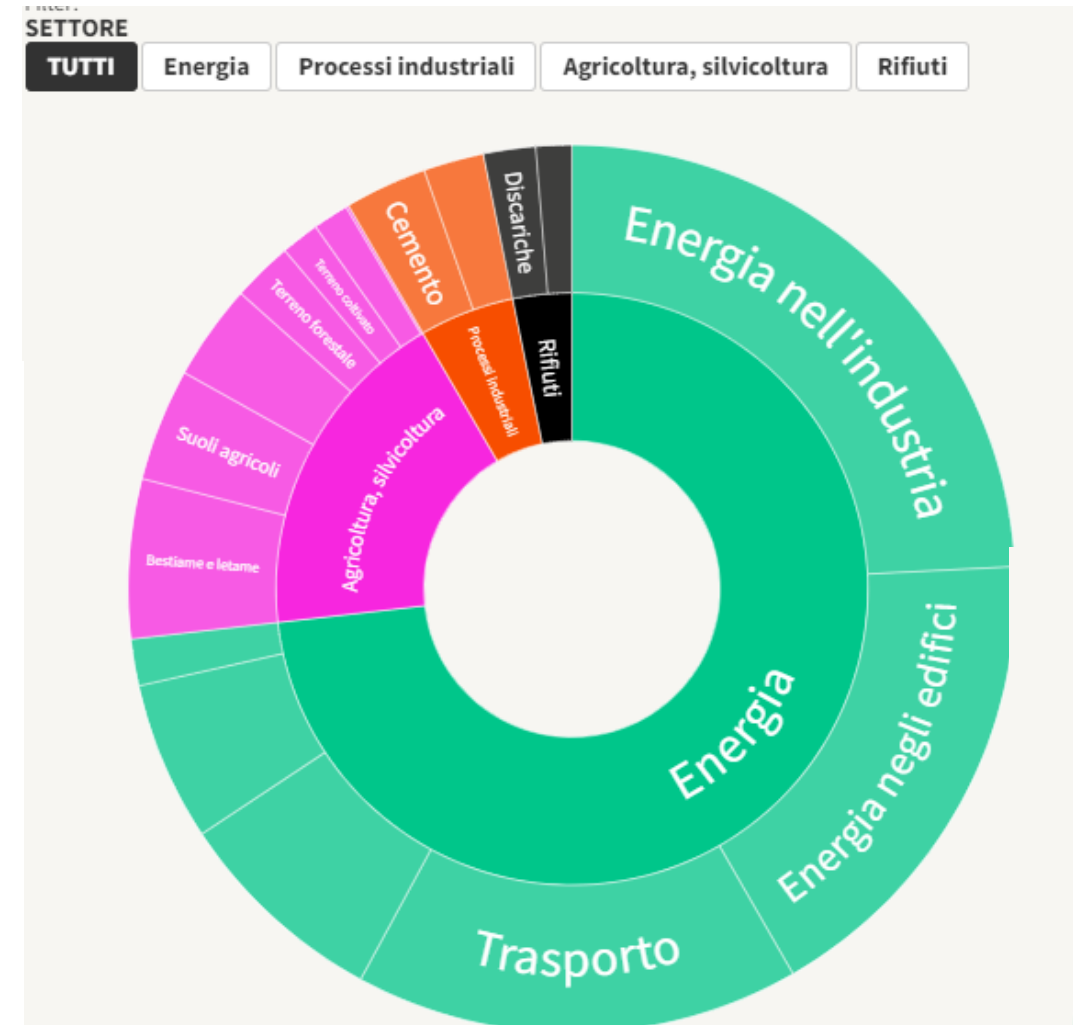 SETTORE
TUTTI
Energia
Processi industriali
Agricoltura, silvicoltura
Rifiuti
Discariche
Cemento
Energia nell'industria
Terreno coltivato
Terreno forestale
Processi industriali
Rifiuti
Suoli agricoli
Agricoltura, silvicoltura
Bestiame e letame
Energia negli edifici
Energia
Trasporto